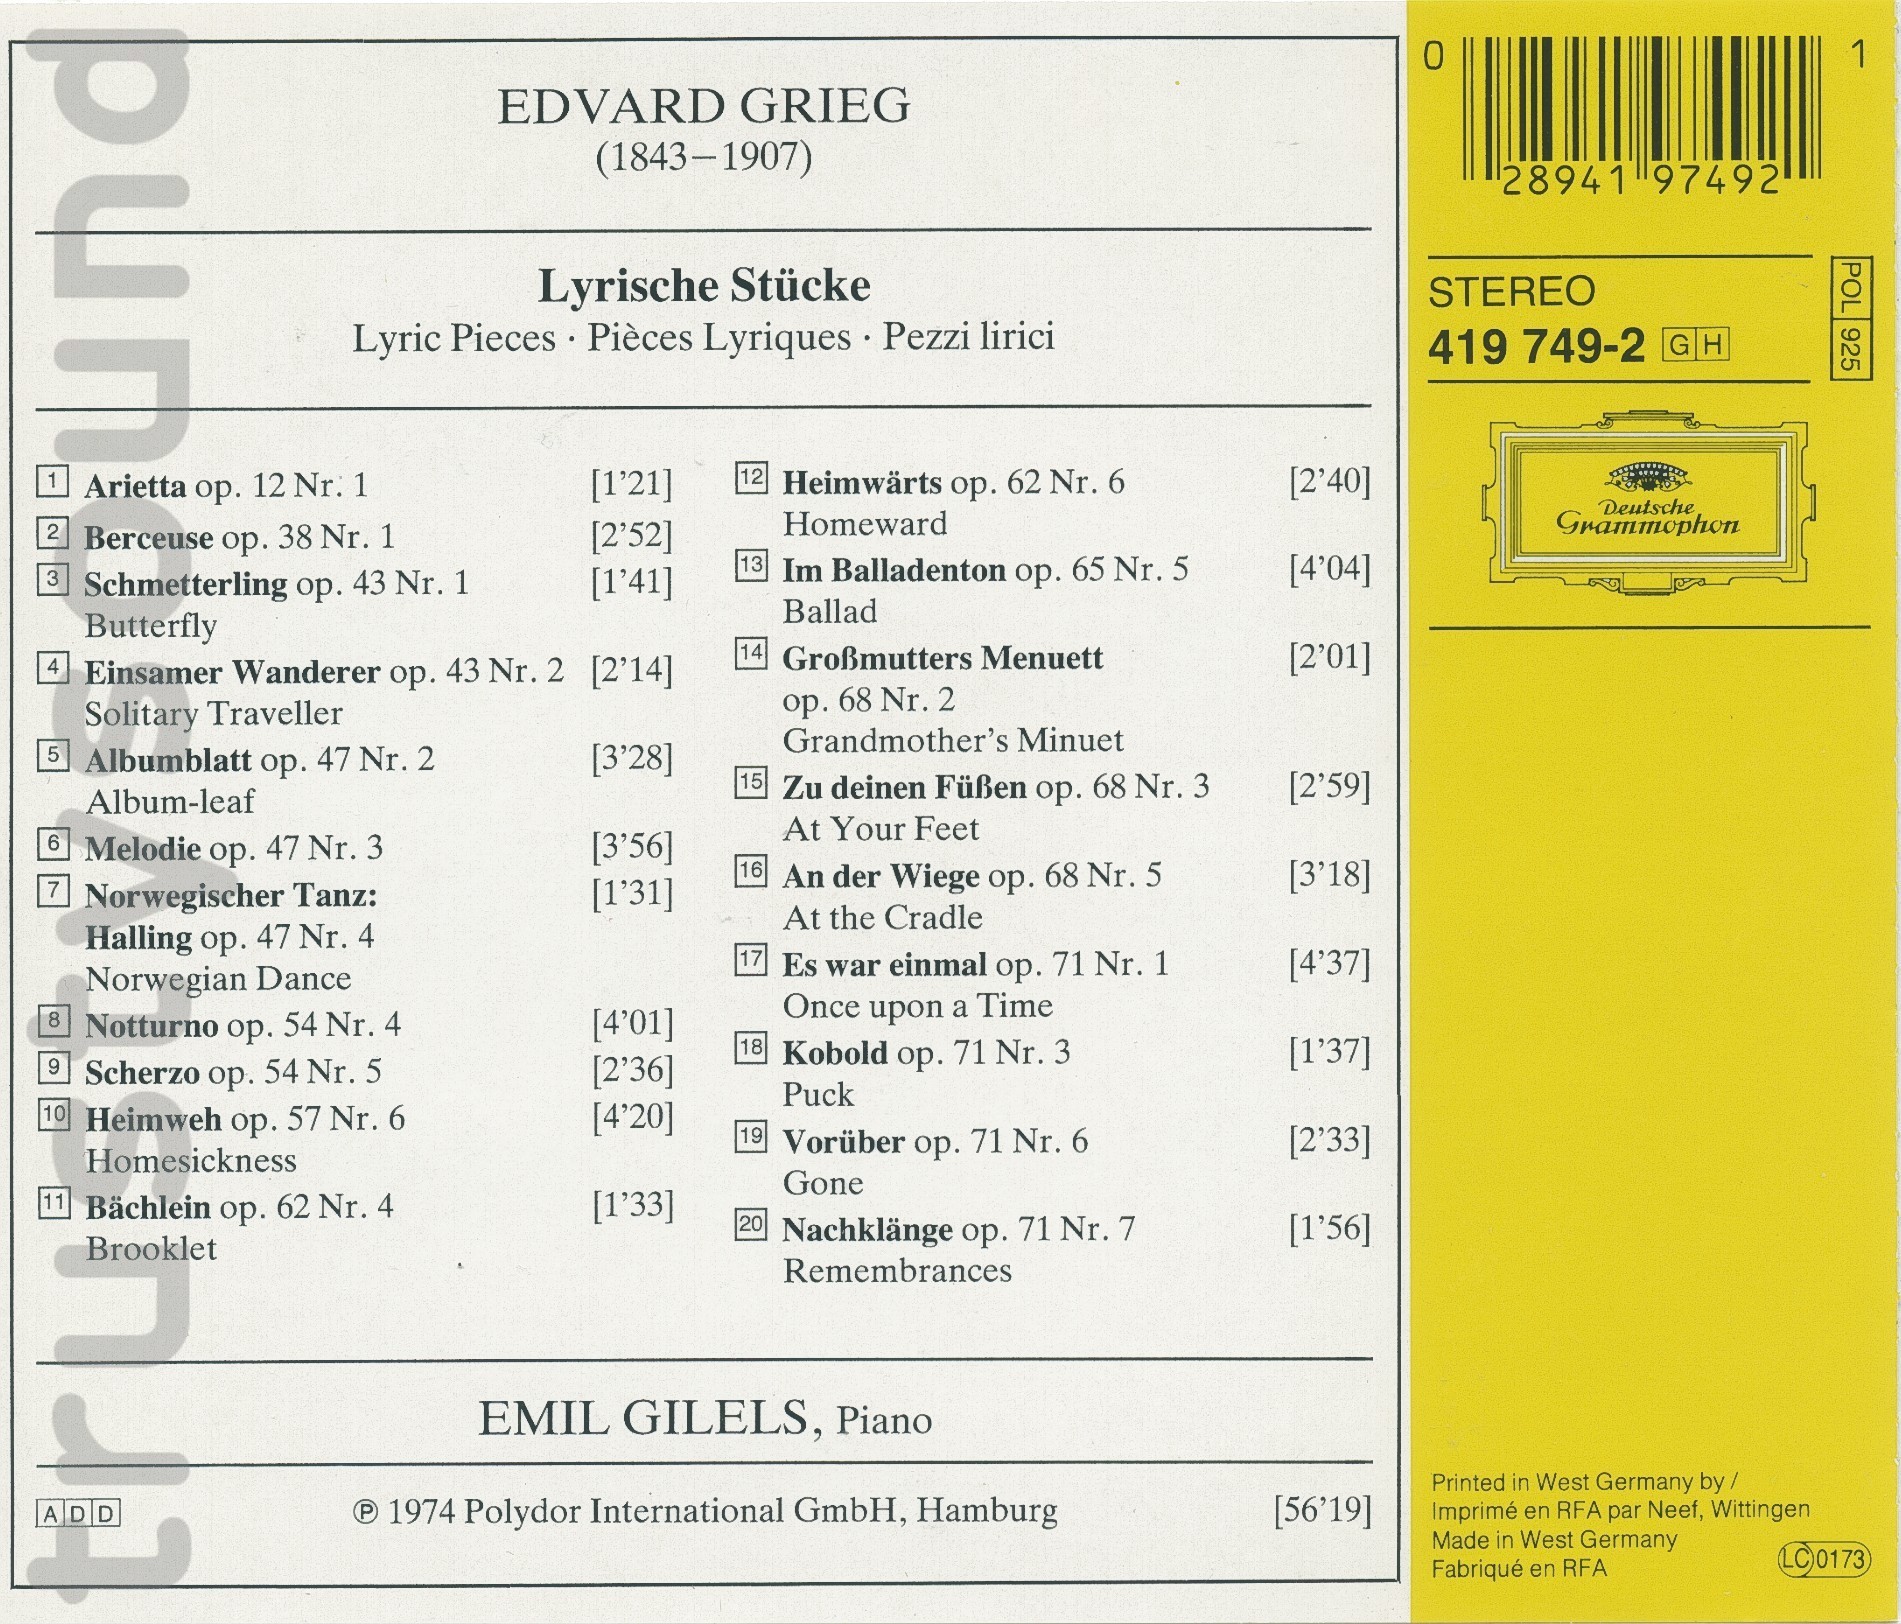 EDVARD GRIEG
(1843–1907)
Lyrische Stücke
Lyric Pieces · Pièces Lyriques · Pezzi lirici
1 Arietta op. 12 Nr. 1 [1'21]
2 Berceuse op. 38 Nr. 1 [2'52]
3 Schmetterling op. 43 Nr. 1 [1'41]
Butterfly
4 Einsamer Wanderer op. 43 Nr. 2 [2'14]
Solitary Traveller
5 Albumblatt op. 47 Nr. 2 [3'28]
Album-leaf
6 Melodie op. 47 Nr. 3 [3'56]
7 Norwegischer Tanz: [1'31]
Halling op. 47 Nr. 4
Norwegian Dance
8 Notturno op. 54 Nr. 4 [4'01]
9 Scherzo op. 54 Nr. 5 [2'36]
10 Heimweh op. 57 Nr. 6 [4'20]
Homesickness
11 Bächlein op. 62 Nr. 4 [1'33]
Brooklet
12 Heimwärts op. 62 Nr. 6 [2'40]
Homeward
13 Im Balladenton op. 65 Nr. 5 [4'04]
Ballad
14 Großmutters Menuett [2'01]
op. 68 Nr. 2
Grandmother's Minuet
15 Zu deinen Füßen op. 68 Nr. 3 [2'59]
At Your Feet
16 An der Wiege op. 68 Nr. 5 [3'18]
At the Cradle
17 Es war einmal op. 71 Nr. 1 [4'37]
Once upon a Time
18 Kobold op. 71 Nr. 3 [1'37]
Puck
19 Vorüber op. 71 Nr. 6 [2'33]
Gone
20 Nachklänge op. 71 Nr. 7 [1'56]
Remembrances
EMIL GILELS, Piano
ADD ℗ 1974 Polydor International GmbH, Hamburg [56'19]
0 28941 97492 1
STEREO
419 749-2 GH
POL 925
Deutsche
Grammophon
Printed in West Germany by /
Imprimé en RFA par Neef, Wittingen
Made in West Germany
Fabriqué en RFA
LC 0173
trustysound